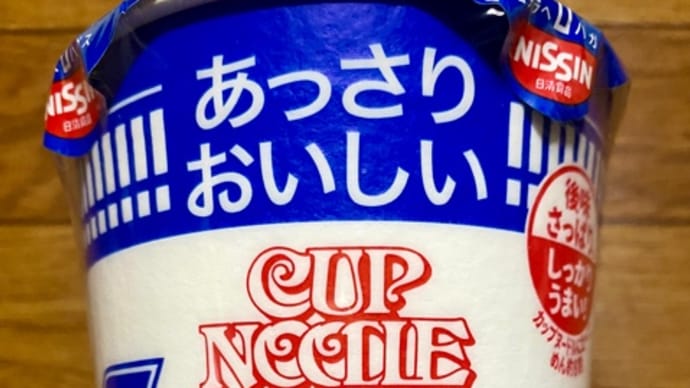 NISSIN
日清食品
NISSIN
日清食品
あっさり
おいしい
後味
さっぱり
しっかり
うまい!
CUP
NOODLE